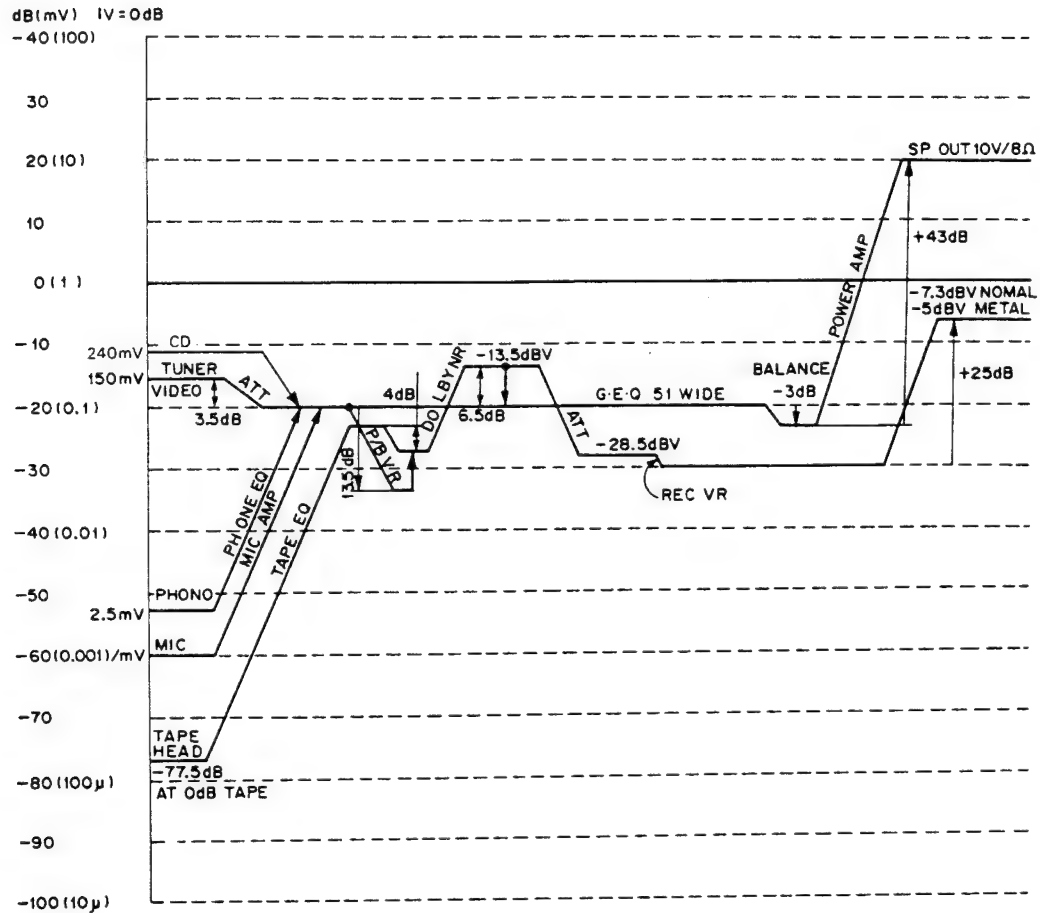 dB(mV) IV=0dB
-40(100)
30
20(10)
SP OUT 10V/8Ω
10
+43dB
POWER AMP
0(1)
-7.3dBV NOMAL
-5dBV METAL
-10
CD
240mV
-13.5dBV
BALANCE
-3dB
+25dB
TUNER
150mV
VIDEO
ATT
3.5dB
4dB
DOLBY NR
6.5dB
G·E·Q 51 WIDE
-20(0.1)
ATT
-28.5dBV
P/B V/R
13.5dB
-30
REC VR
PHONE EQ
MIC AMP
TAPE EQ
-40(0.01)
-50
PHONO
2.5mV
MIC
-60(0.001)/mV
-70
TAPE
HEAD
-77.5dB
-80(100μ)
AT 0dB TAPE
-90
-100(10μ)